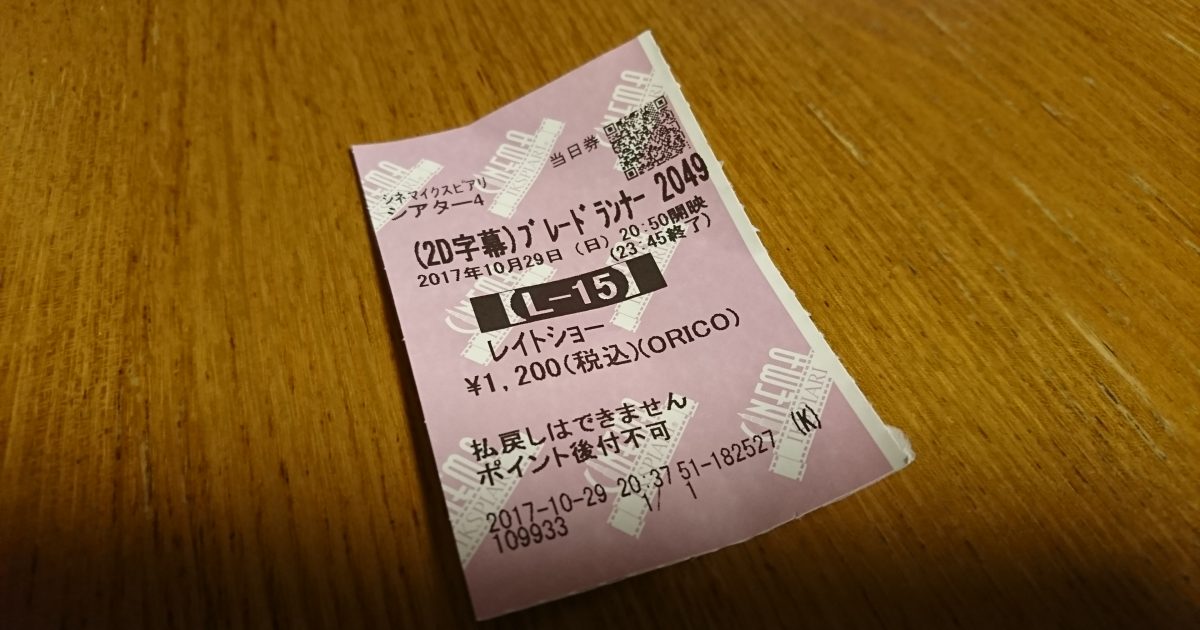 当日券
シネマイクスピアリ
シアター4
(2D字幕)ブレードランナー 2049
2017年10月29日 (日) 20:50開映
(23:45終了)
【L-15】
レイトショー
¥1,200(税込)(ORICO)
払戻しはできません
ポイント後付不可
2017-10-29 20:37 51-182527 (K)
109933 1/ 1
CINEMA
IKSPIARI